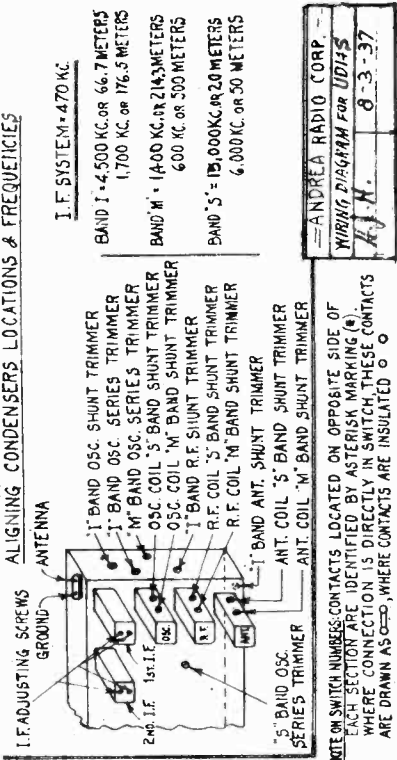 ALIGNING CONDENSERS LOCATIONS & FREQUENCIES
I.F. ADJUSTING SCREWS
GROUND
ANTENNA
"I" BAND OSC. SHUNT TRIMMER
"I" BAND OSC. SERIES TRIMMER
"M" BAND OSC. SERIES TRIMMER
OSC. COIL "S" BAND SHUNT TRIMMER
OSC. COIL "M" BAND SHUNT TRIMMER
"I" BAND R.F. SHUNT TRIMMER
R.F. COIL "S" BAND SHUNT TRIMMER
R.F. COIL "M" BAND SHUNT TRIMMER
"I" BAND ANT. SHUNT TRIMMER
ANT. COIL "S" BAND SHUNT TRIMMER
ANT. COIL "M" BAND SHUNT TRIMMER
2ND I.F.
1ST I.F.
OSC.
R.F.
ANT.
"S" BAND OSC.
SERIES TRIMMER
I.F. SYSTEM = 470 KC.
BAND "I" = 4,500 KC. OR 66.7 METERS
1,700 KC. OR 176.5 METERS
BAND "M" = 1,400 KC. OR 214.3 METERS
600 KC. OR 500 METERS
BAND "S" = 15,000 KC. OR 20 METERS
6,000 KC. OR 50 METERS
NOTE ON SWITCH NUMBERS: CONTACTS LOCATED ON OPPOSITE SIDE OF
EACH SECTION ARE IDENTIFIED BY ASTERISK MARKING (*).
WHERE CONNECTION IS DIRECTLY IN SWITCH, THESE CONTACTS
ARE DRAWN AS o=o, WHERE CONTACTS ARE INSULATED o o
ANDREA RADIO CORP.
WIRING DIAGRAM FOR UD145
8-3-37